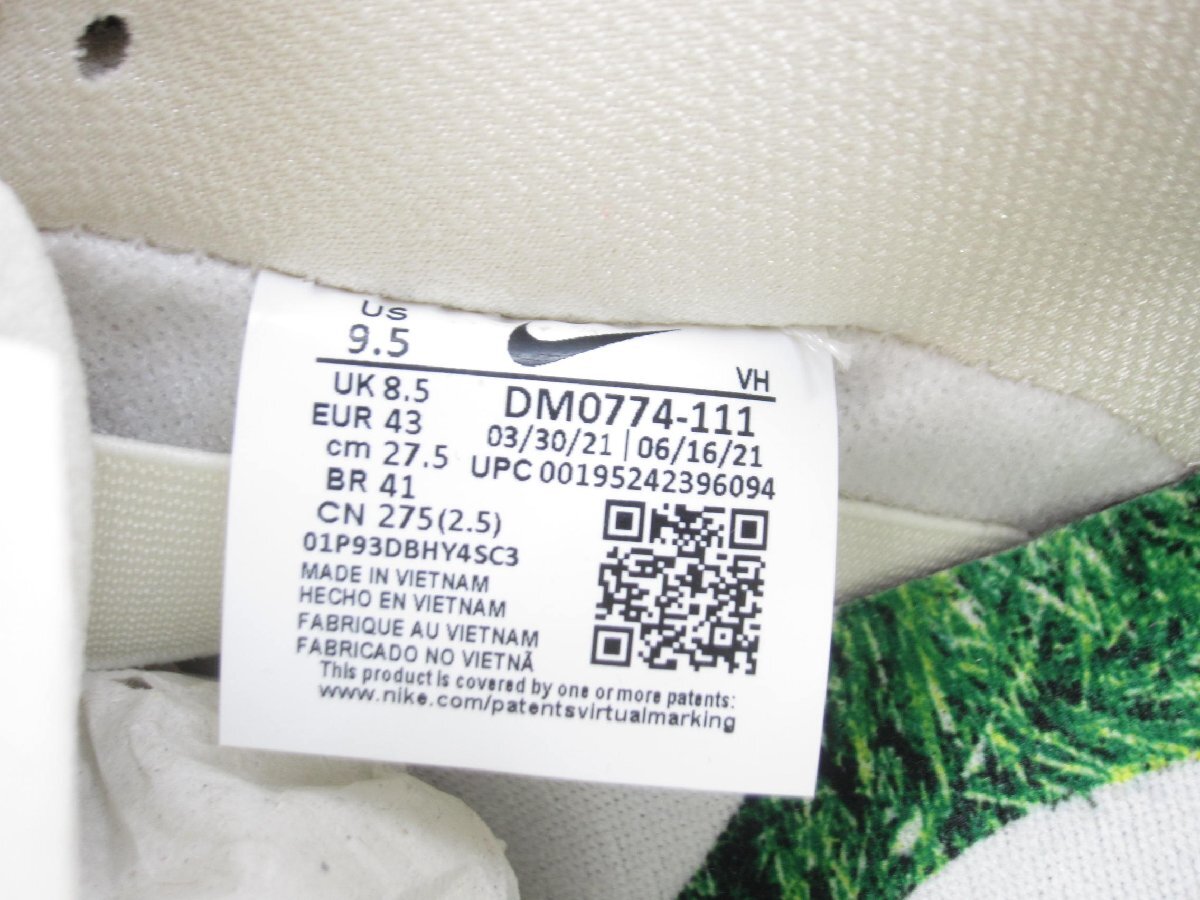 US
9.5
VH
UK 8.5
EUR 43
cm 27.5
BR 41
CN 275(2.5)
DM0774-111
03/30/21 | 06/16/21
UPC 00195242396094
01P93DBHY4SC3
MADE IN VIETNAM
HECHO EN VIETNAM
FABRIQUE AU VIETNAM
FABRICADO NO VIETNÃ
This product is covered by one or more patents:
www.nike.com/patentsvirtualmarking